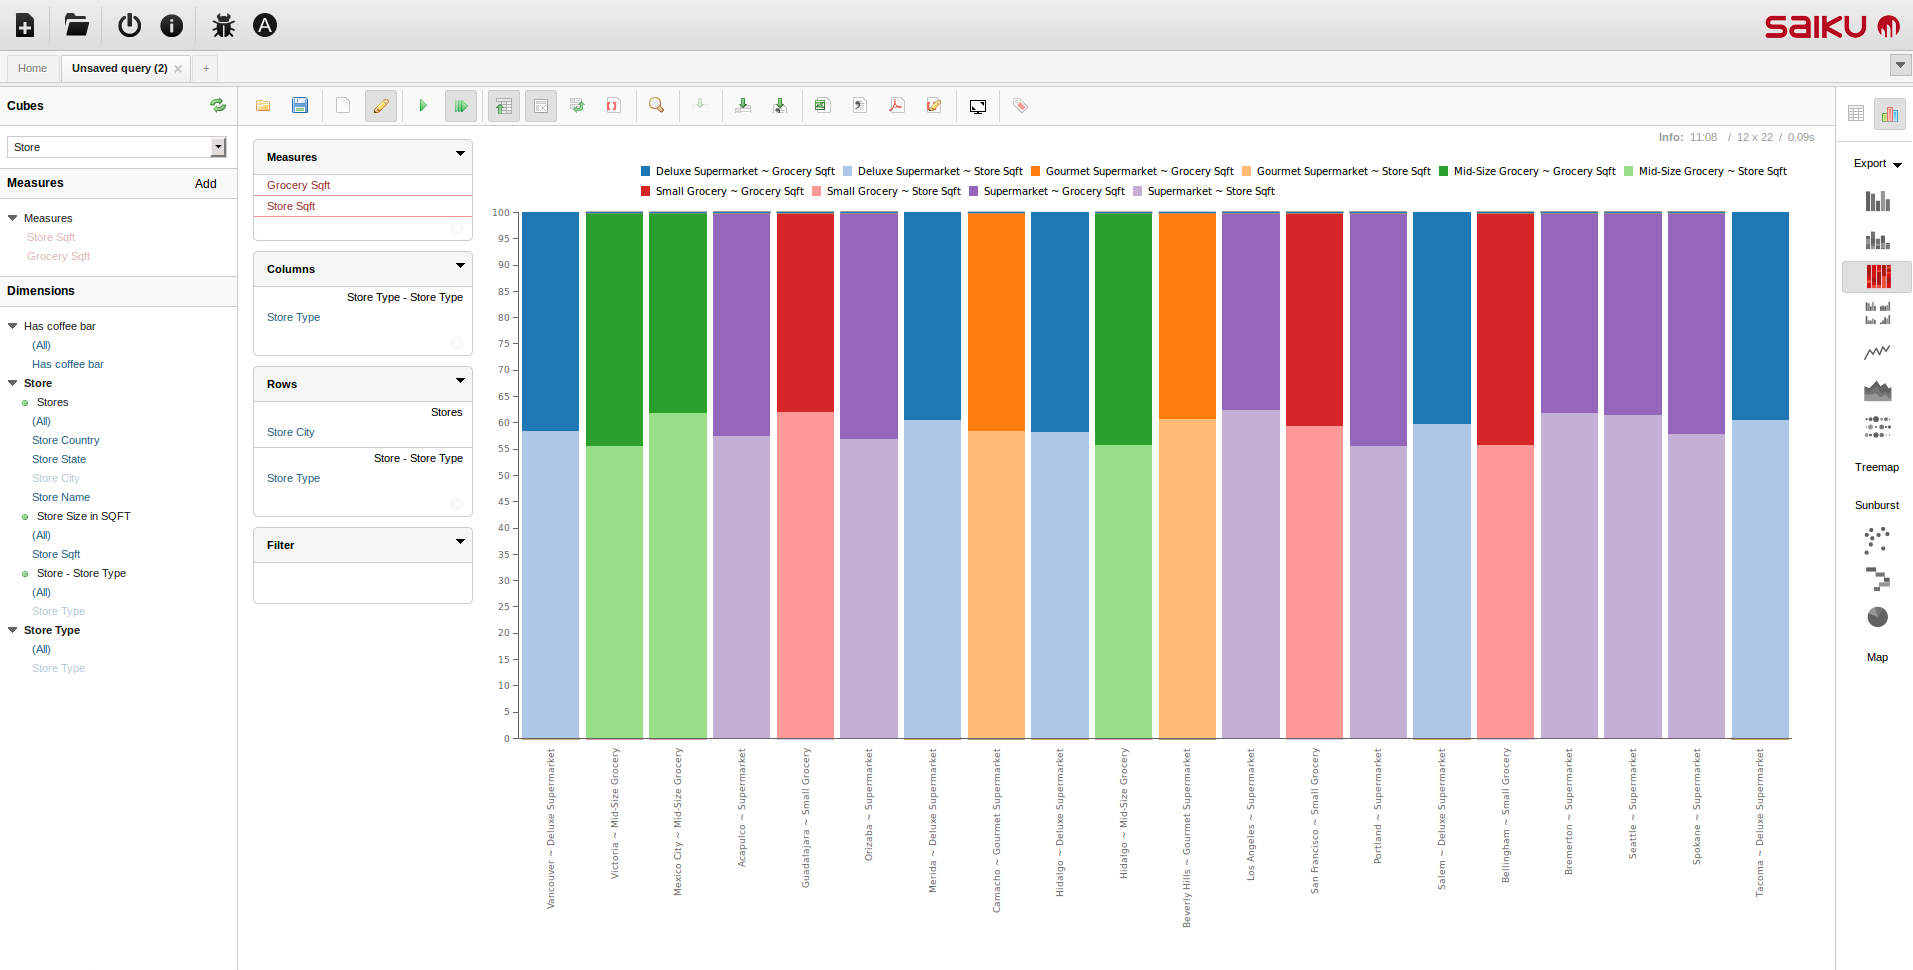 saiku
Home
Unsaved query (2)
+
Cubes
Store
Measures Add
Measures
Store Sqft
Grocery Sqft
Dimensions
Has coffee bar
(All)
Has coffee bar
Store
Stores
(All)
Store Country
Store State
Store City
Store Name
Store Size in SQFT
(All)
Store Sqft
Store - Store Type
(All)
Store Type
Store Type
(All)
Store Type
Measures
Grocery Sqft
Store Sqft
Columns
Store Type - Store Type
Store Type
Rows
Stores
Store City
Store - Store Type
Store Type
Filter
Info: 11:08 / 12 x 22 / 0.09s
Deluxe Supermarket ~ Grocery Sqft Deluxe Supermarket ~ Store Sqft Gourmet Supermarket ~ Grocery Sqft Gourmet Supermarket ~ Store Sqft Mid-Size Grocery ~ Grocery Sqft Mid-Size Grocery ~ Store Sqft
Small Grocery ~ Grocery Sqft Small Grocery ~ Store Sqft Supermarket ~ Grocery Sqft Supermarket ~ Store Sqft
100
95
90
85
80
75
70
65
60
55
50
45
40
35
30
25
20
15
10
5
0
Vancouver ~ Deluxe Supermarket
Victoria ~ Mid-Size Grocery
Mexico City ~ Mid-Size Grocery
Acapulco ~ Supermarket
Guadalajara ~ Small Grocery
Orizaba ~ Supermarket
Merida ~ Deluxe Supermarket
Camacho ~ Gourmet Supermarket
Hidalgo ~ Deluxe Supermarket
Hidalgo ~ Mid-Size Grocery
Beverly Hills ~ Gourmet Supermarket
Los Angeles ~ Supermarket
San Francisco ~ Small Grocery
Portland ~ Supermarket
Salem ~ Deluxe Supermarket
Bellingham ~ Small Grocery
Bremerton ~ Supermarket
Seattle ~ Supermarket
Spokane ~ Supermarket
Tacoma ~ Deluxe Supermarket
Export
Treemap
Sunburst
Map